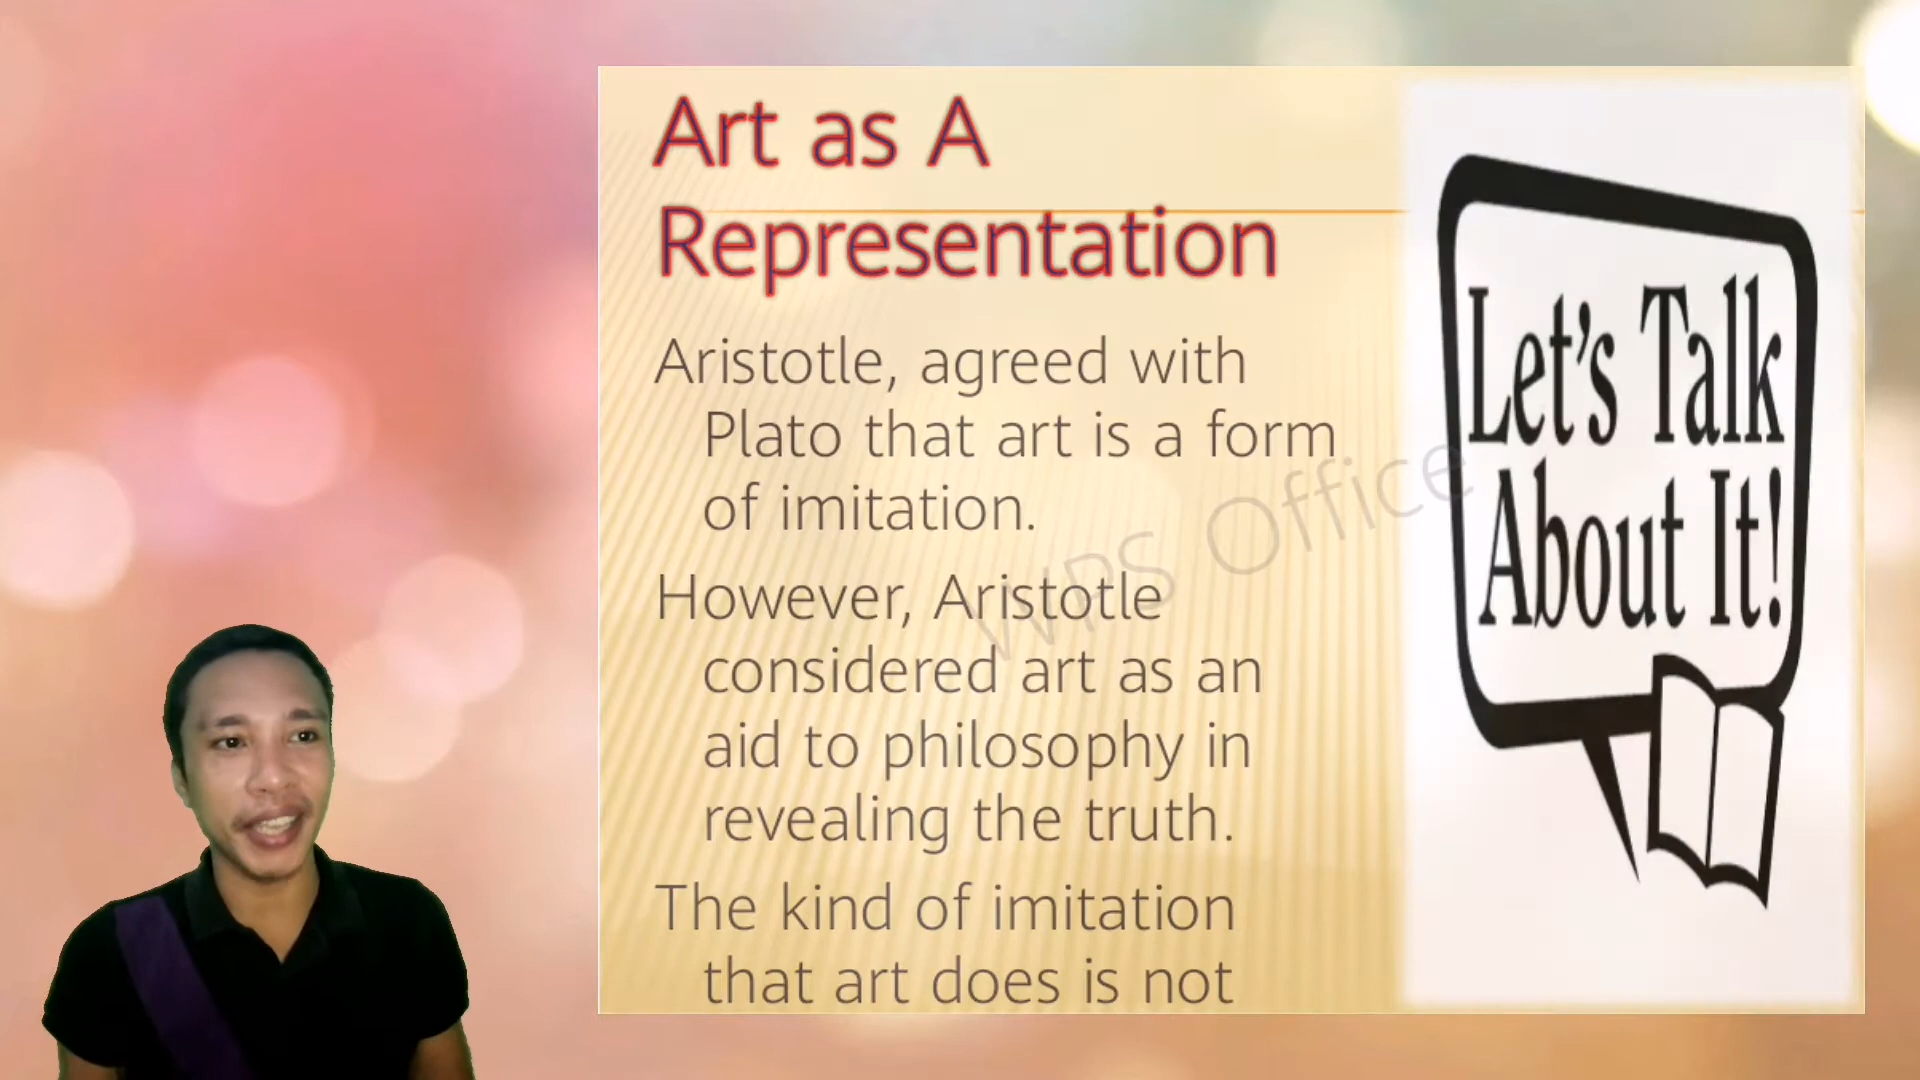 Art as A
Representation
Aristotle, agreed with
Plato that art is a form
of imitation.
However, Aristotle
considered art as an
aid to philosophy in
revealing the truth.
The kind of imitation
that art does is not
Let's Talk
About It!
WPS Office